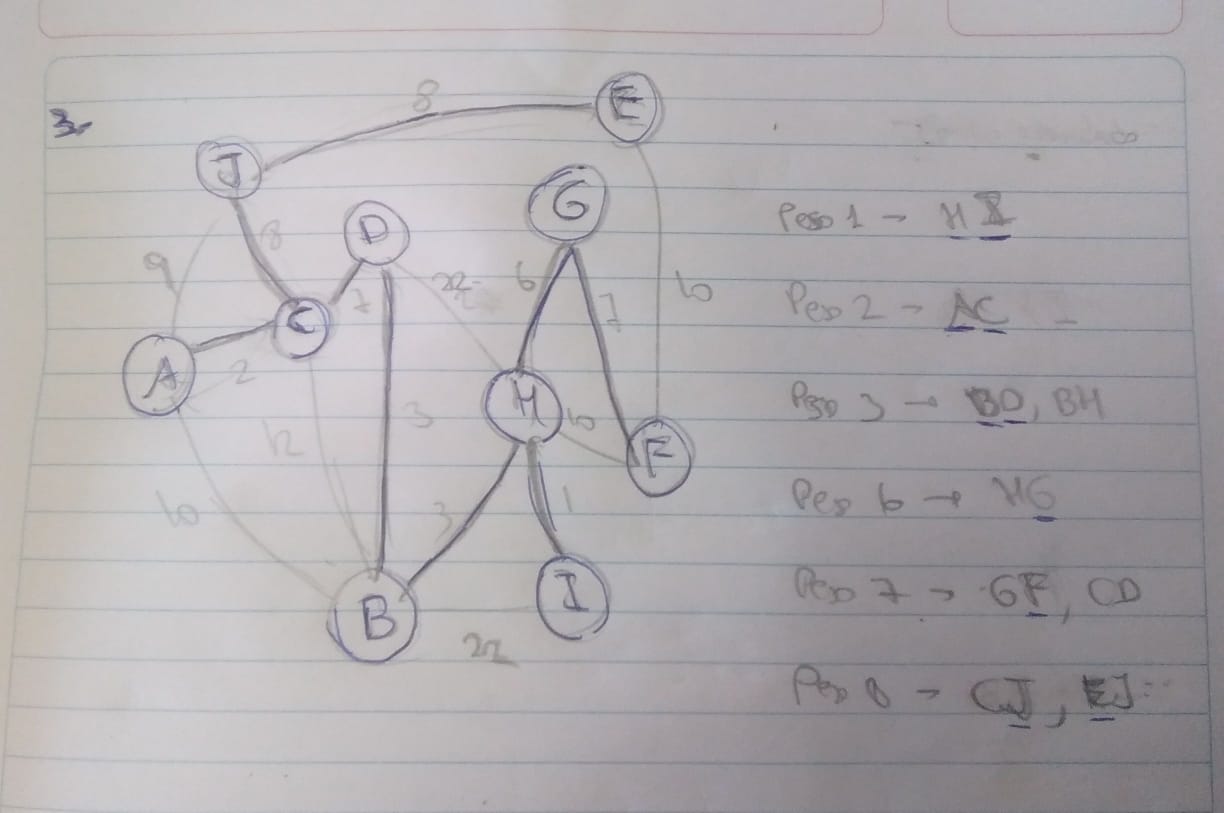 3.
8
E
J
G
D
8
9
22
6
7
10
C
7
A
2
H
3
10
12
F
10
3
1
I
B
22
Peso 1 → HI
Peso 2 → AC
Peso 3 → BD, BH
Peso 6 → HG
Peso 7 → GF, CD
Peso 8 → CJ, EJ